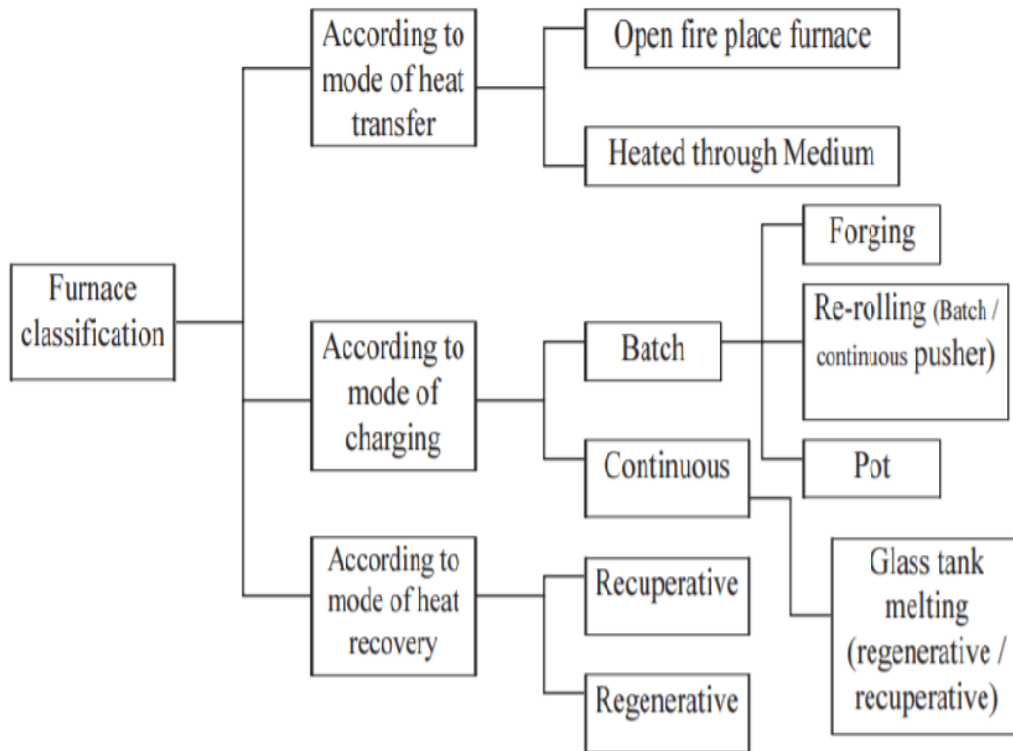 Furnace
classification
According to
mode of heat
transfer
Open fire place furnace
Heated through Medium
According to
mode of
charging
Batch
Forging
Re-rolling (Batch /
continuous pusher)
Pot
Continuous
Glass tank
melting
(regenerative /
recuperative)
According to
mode of heat
recovery
Recuperative
Regenerative